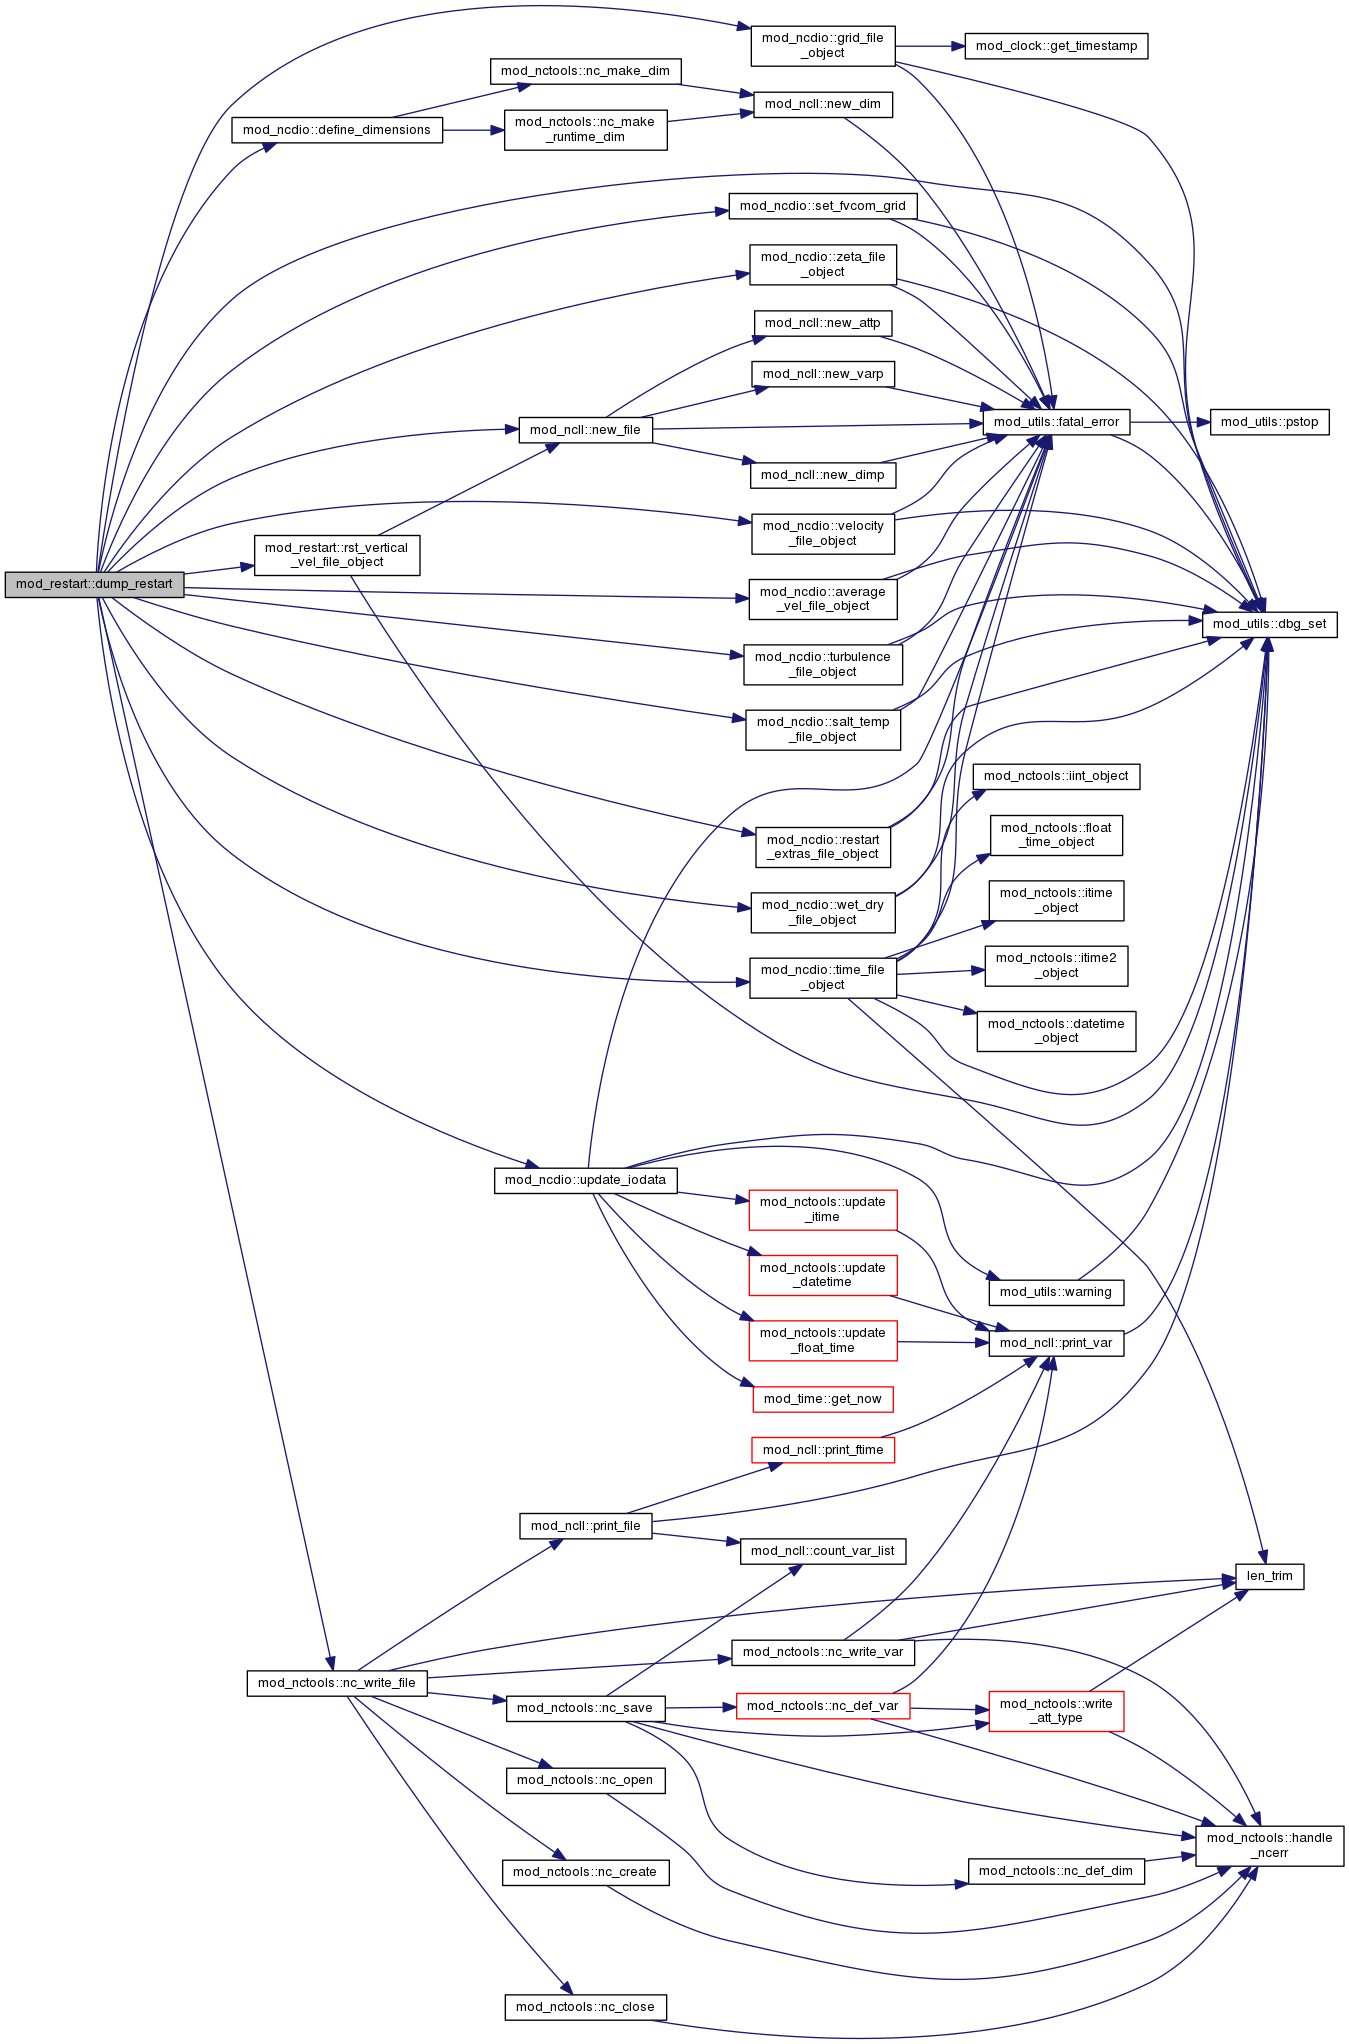 mod_ncdio::grid_file
_object
mod_clock::get_timestamp
mod_nctools::nc_make_dim
mod_ncll::new_dim
mod_ncdio::define_dimensions
mod_nctools::nc_make
_runtime_dim
mod_ncdio::set_fvcom_grid
mod_ncdio::zeta_file
_object
mod_ncll::new_attp
mod_ncll::new_varp
mod_ncll::new_file
mod_utils::fatal_error
mod_utils::pstop
mod_ncll::new_dimp
mod_ncdio::velocity
_file_object
mod_restart::rst_vertical
_vel_file_object
mod_restart::dump_restart
mod_ncdio::average
_vel_file_object
mod_utils::dbg_set
mod_ncdio::turbulence
_file_object
mod_ncdio::salt_temp
_file_object
mod_nctools::iint_object
mod_nctools::float
_time_object
mod_ncdio::restart
_extras_file_object
mod_nctools::itime
_object
mod_ncdio::wet_dry
_file_object
mod_nctools::itime2
_object
mod_ncdio::time_file
_object
mod_nctools::datetime
_object
mod_ncdio::update_iodata
mod_nctools::update
_itime
mod_nctools::update
_datetime
mod_utils::warning
mod_nctools::update
_float_time
mod_ncll::print_var
mod_time::get_now
mod_ncll::print_ftime
mod_ncll::print_file
mod_ncll::count_var_list
len_trim
mod_nctools::nc_write_var
mod_nctools::nc_write_file
mod_nctools::nc_save
mod_nctools::nc_def_var
mod_nctools::write
_att_type
mod_nctools::nc_open
mod_nctools::handle
_ncerr
mod_nctools::nc_create
mod_nctools::nc_def_dim
mod_nctools::nc_close